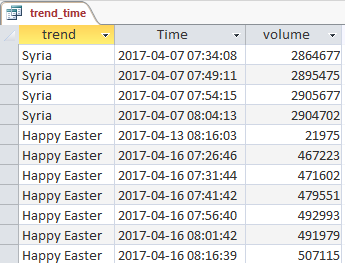 trend_time
trend Time volume
Syria 2017-04-07 07:34:08 2864677
Syria 2017-04-07 07:49:11 2895475
Syria 2017-04-07 07:54:15 2905677
Syria 2017-04-07 08:04:13 2904702
Happy Easter 2017-04-13 08:16:03 21975
Happy Easter 2017-04-16 07:26:46 467223
Happy Easter 2017-04-16 07:31:44 471602
Happy Easter 2017-04-16 07:41:42 479551
Happy Easter 2017-04-16 07:56:40 492993
Happy Easter 2017-04-16 08:01:42 491979
Happy Easter 2017-04-16 08:16:39 507115